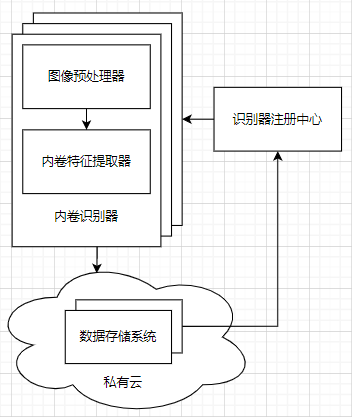 图像预处理器
内卷特征提取器
内卷识别器
识别器注册中心
数据存储系统
私有云